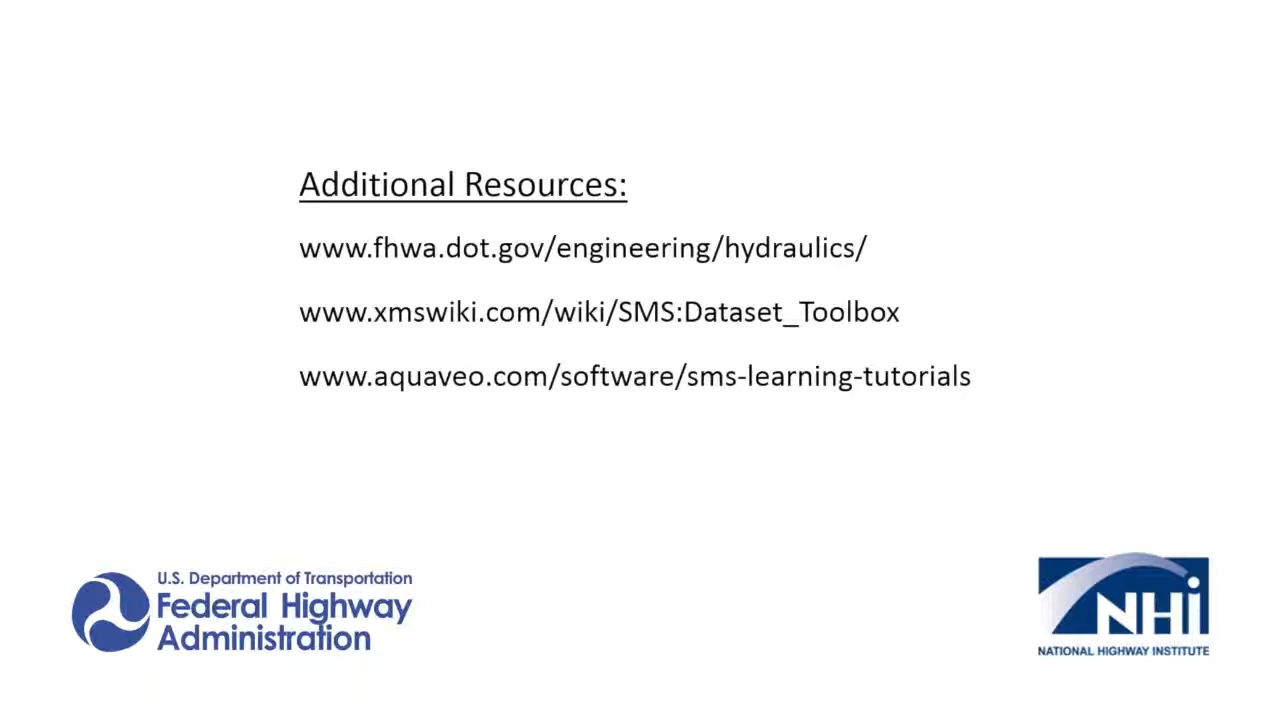 Additional Resources:
www.fhwa.dot.gov/engineering/hydraulics/
www.xmswiki.com/wiki/SMS:Dataset_Toolbox
www.aquaveo.com/software/sms-learning-tutorials
U.S. Department of Transportation
Federal Highway
Administration
NHi
NATIONAL HIGHWAY INSTITUTE